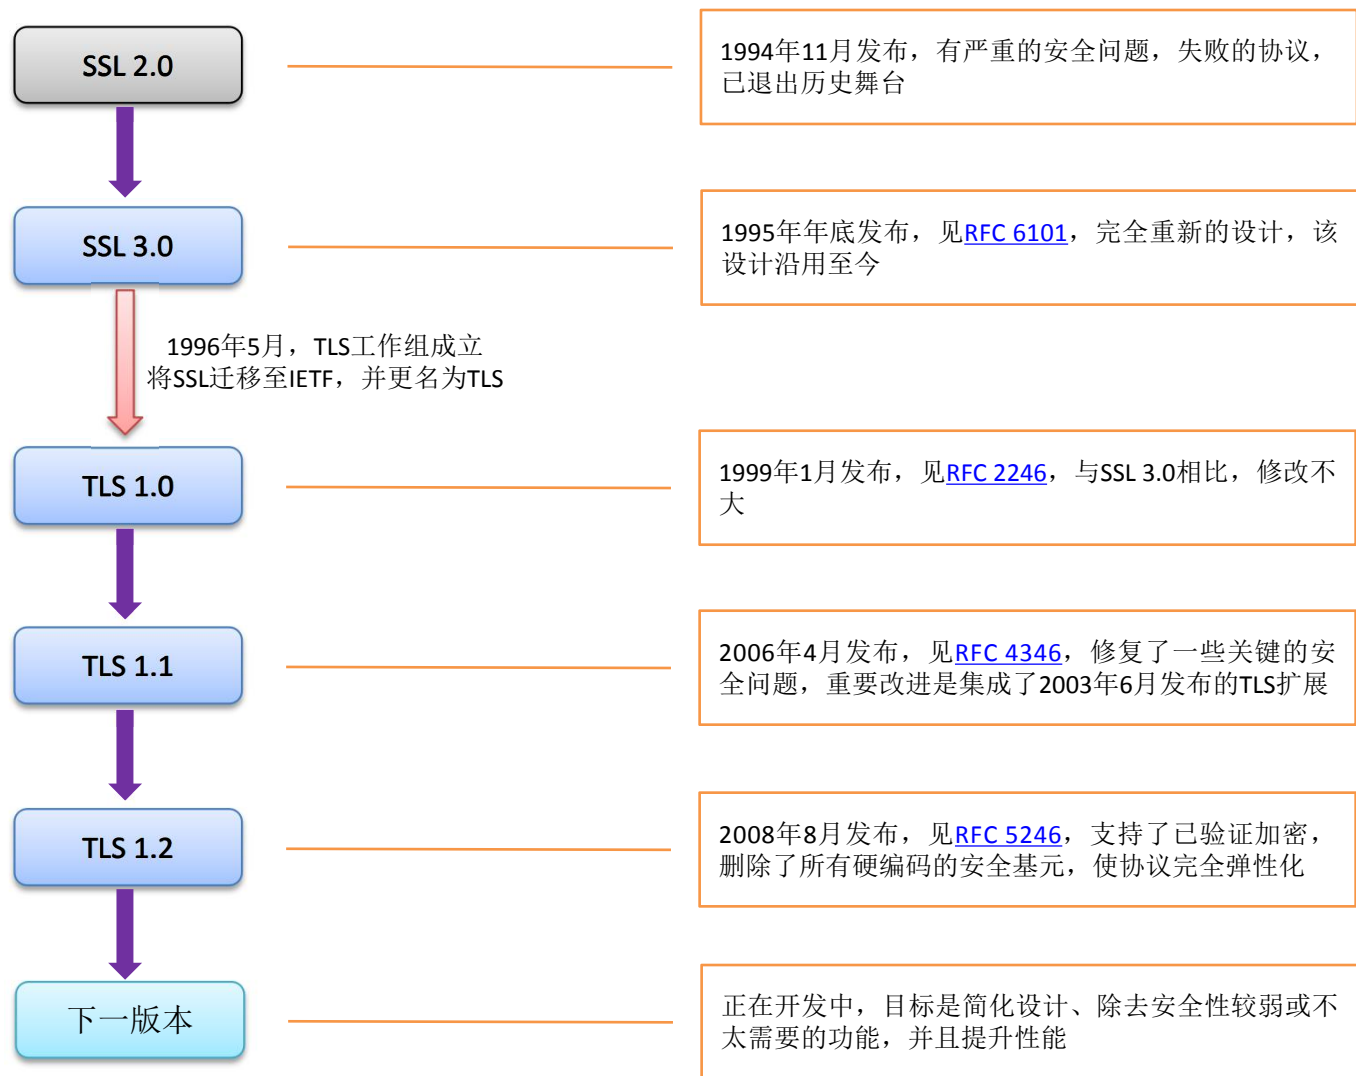 SSL 2.0
1994年11月发布，有严重的安全问题，失败的协议，
已退出历史舞台
SSL 3.0
1995年年底发布，见RFC 6101，完全重新的设计，该
设计沿用至今
1996年5月，TLS工作组成立
将SSL迁移至IETF，并更名为TLS
TLS 1.0
1999年1月发布，见RFC 2246，与SSL 3.0相比，修改不
大
TLS 1.1
2006年4月发布，见RFC 4346，修复了一些关键的安
全问题，重要改进是集成了2003年6月发布的TLS扩展
TLS 1.2
2008年8月发布，见RFC 5246，支持了已验证加密，
删除了所有硬编码的安全基元，使协议完全弹性化
下一版本
正在开发中，目标是简化设计、除去安全性较弱或不
太需要的功能，并且提升性能